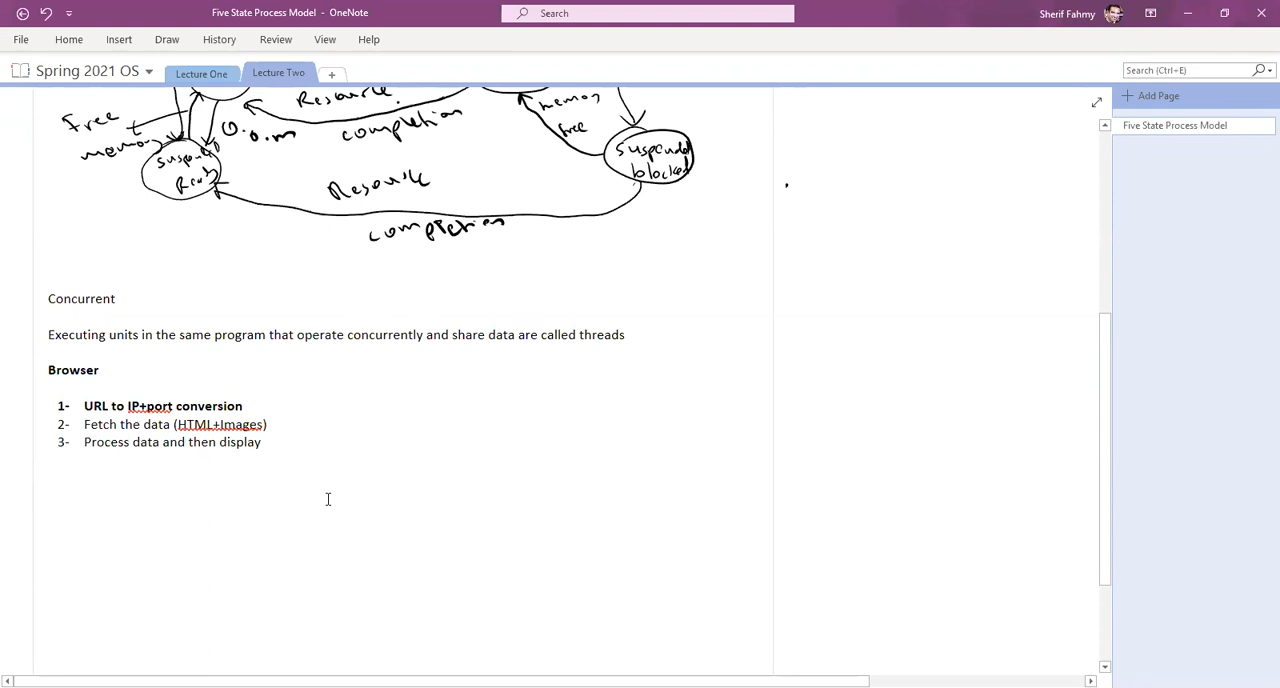 Five State Process Model - OneNote
Search
Sherif Fahmy
File Home Insert Draw History Review View Help
Spring 2021 OS
Lecture One
Lecture Two
Search (Ctrl+E)
Add Page
Five State Process Model
Free
memory
O.o.m
Resource
completion
memory
free
suspended
Ready
suspended
blocked
Resource
completion
Concurrent
Executing units in the same program that operate concurrently and share data are called threads
Browser
1- URL to IP+port conversion
2- Fetch the data (HTML+Images)
3- Process data and then display